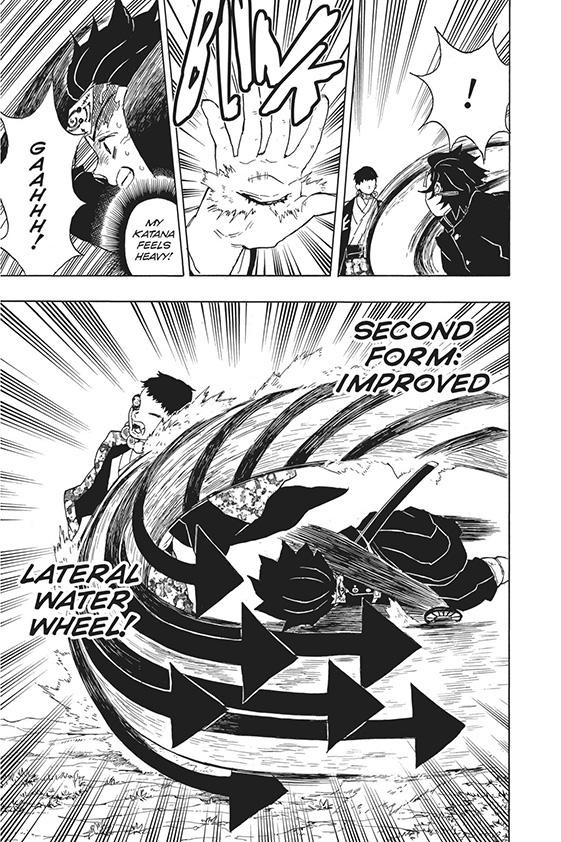 !
BLINK
GAAHHH!
MY
KATANA
FEELS
HEAVY!
SECOND
FORM:
IMPROVED
LATERAL
WATER
WHEEL!